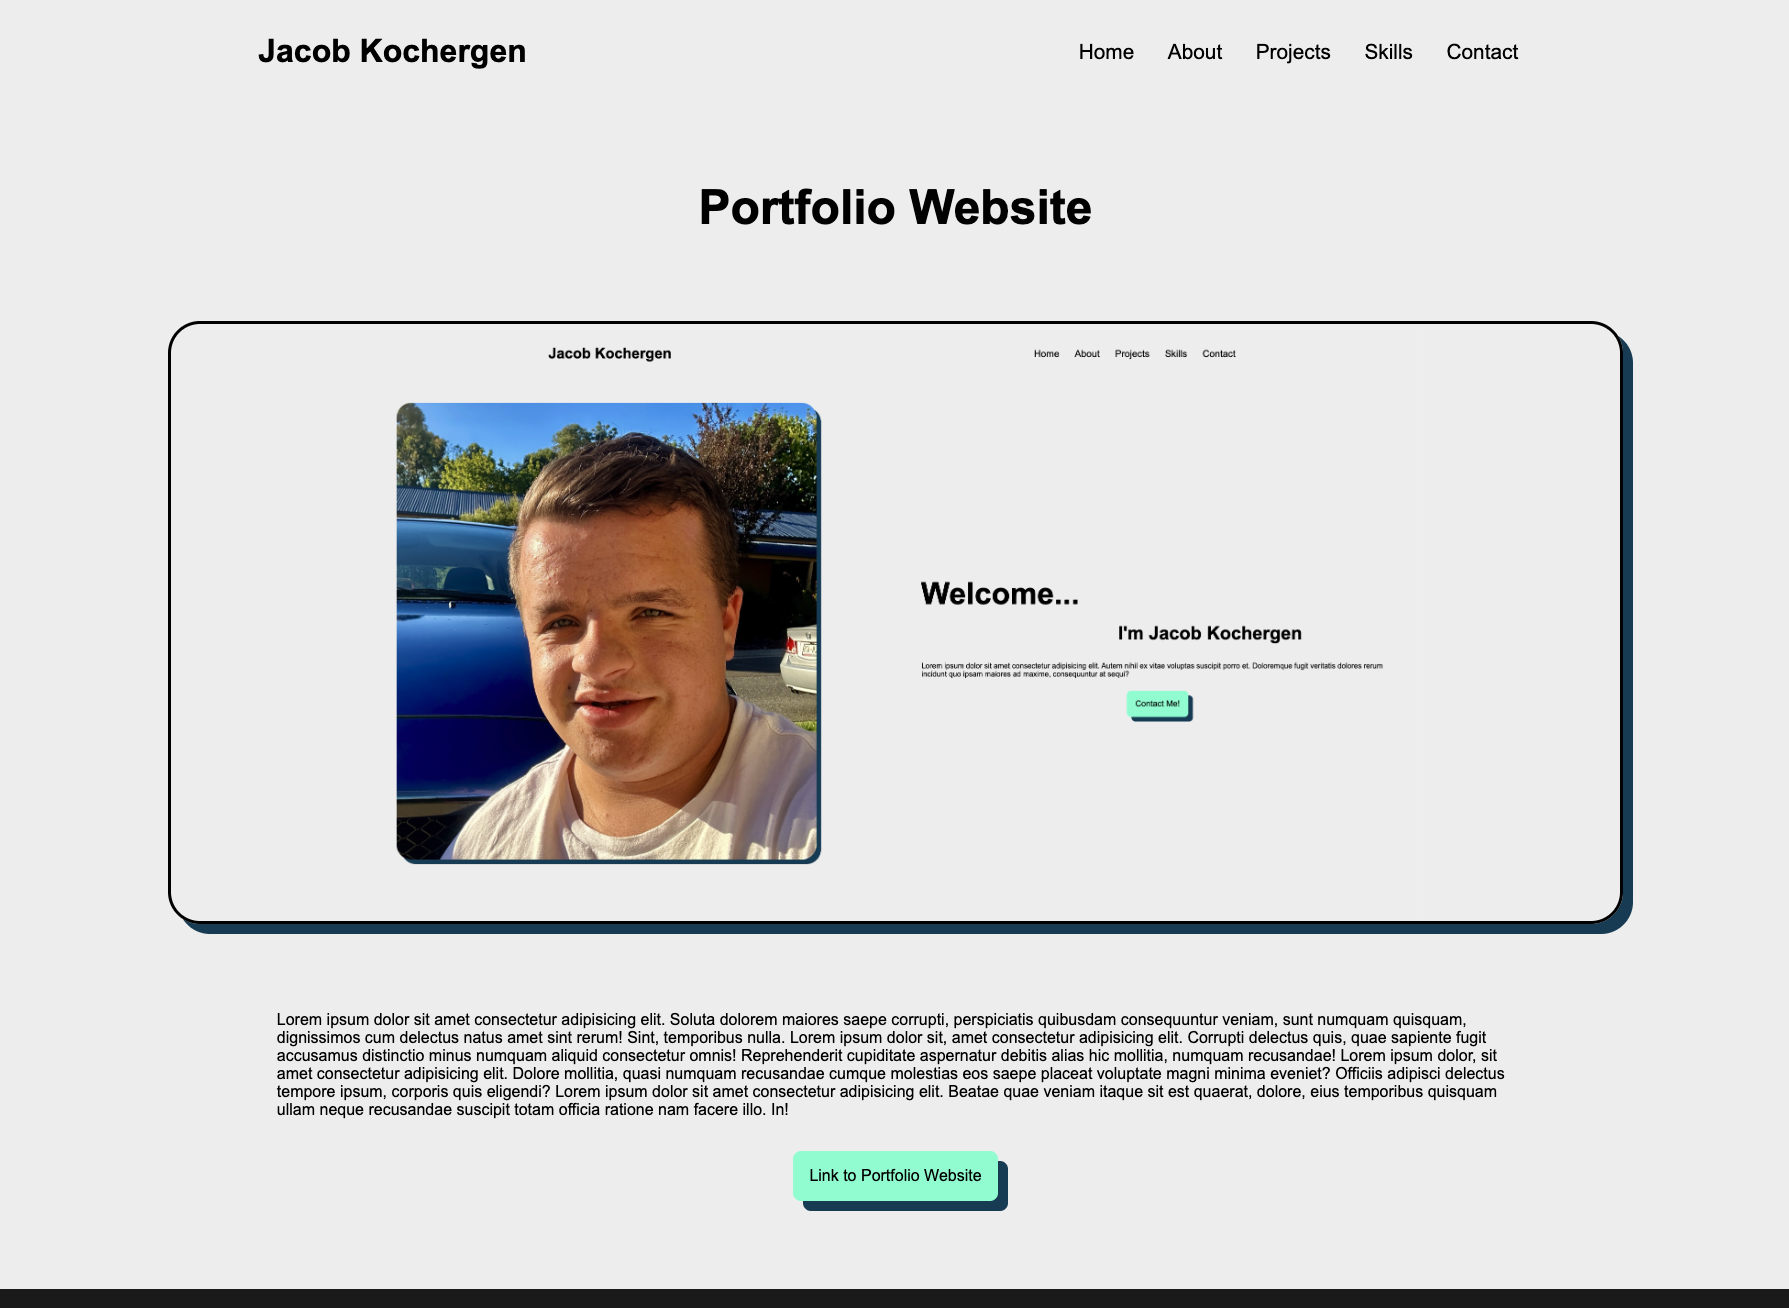 Jacob Kochergen
Home About Projects Skills Contact
Portfolio Website
Jacob Kochergen
Home About Projects Skills Contact
Welcome...
I'm Jacob Kochergen
Lorem ipsum dolor sit amet consectetur adipisicing elit. Autem nihil ex vitae voluptas suscipit porro et. Doloremque fugit veritatis dolores rerum
incidunt quo ipsam maiores ad maxime, consequuntur at sequi?
Contact Me!
Lorem ipsum dolor sit amet consectetur adipisicing elit. Soluta dolorem maiores saepe corrupti, perspiciatis quibusdam consequuntur veniam, sunt numquam quisquam,
dignissimos cum delectus natus amet sint rerum! Sint, temporibus nulla. Lorem ipsum dolor sit, amet consectetur adipisicing elit. Corrupti delectus quis, quae sapiente fugit
accusamus distinctio minus numquam aliquid consectetur omnis! Reprehenderit cupiditate aspernatur debitis alias hic mollitia, numquam recusandae! Lorem ipsum dolor, sit
amet consectetur adipisicing elit. Dolore mollitia, quasi numquam recusandae cumque molestias eos saepe placeat voluptate magni minima eveniet? Officiis adipisci delectus
tempore ipsum, corporis quis eligendi? Lorem ipsum dolor sit amet consectetur adipisicing elit. Beatae quae veniam itaque sit est quaerat, dolore, eius temporibus quisquam
ullam neque recusandae suscipit totam officia ratione nam facere illo. In!
Link to Portfolio Website